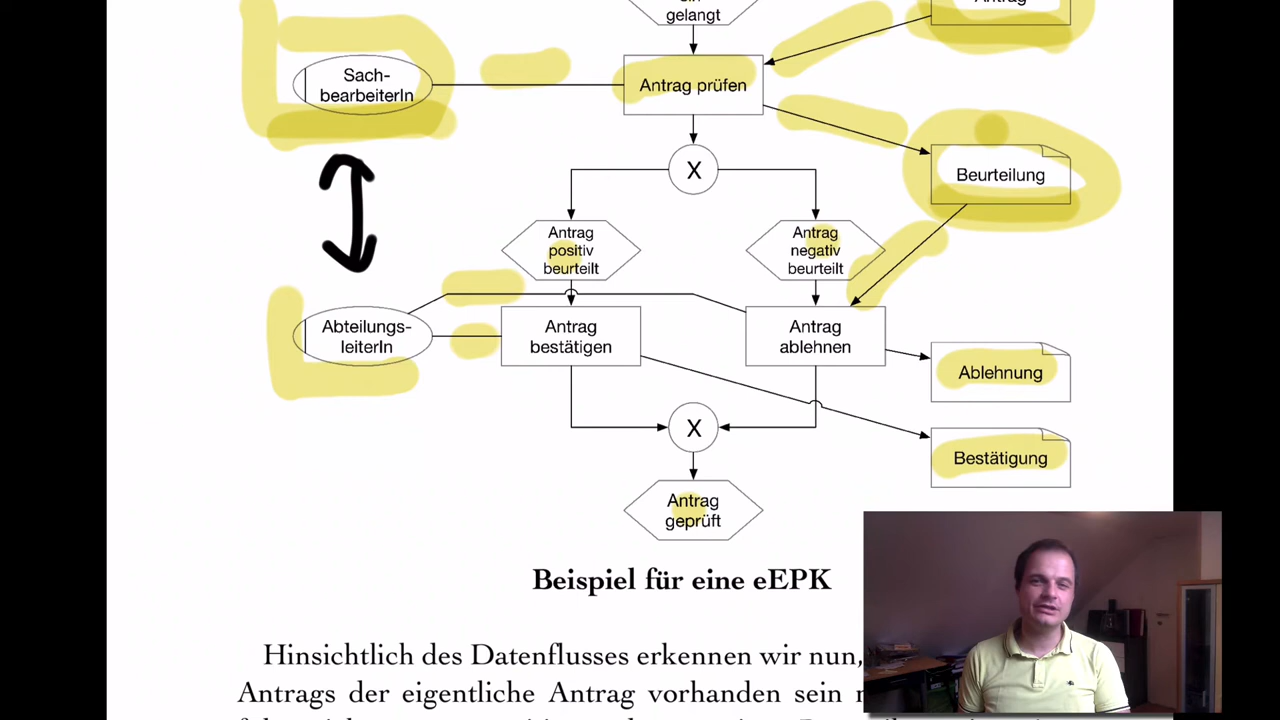 gelangt
Antrag
Sach-
bearbeiterIn
Antrag prüfen
X
Beurteilung
Antrag
positiv
beurteilt
Antrag
negativ
beurteilt
Abteilungs-
leiterIn
Antrag
bestätigen
Antrag
ablehnen
Ablehnung
X
Bestätigung
Antrag
geprüft
Beispiel für eine eEPK
Hinsichtlich des Datenflusses erkennen wir nun,
Antrags der eigentliche Antrag vorhanden sein